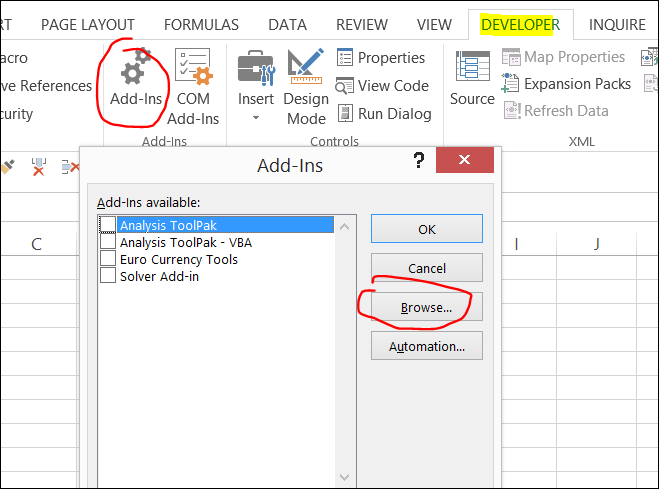 RT PAGE LAYOUT FORMULAS DATA REVIEW VIEW DEVELOPER INQUIRE
Add-Ins
COM
Add-Ins
Add-Ins
Insert
Design
Mode
Properties
View Code
Run Dialog
Controls
Source
Map Properties
Expansion Packs
Refresh Data
XML
acro
ve References
curity
Add-Ins
?
Add-Ins available:
Analysis ToolPak
Analysis ToolPak - VBA
Euro Currency Tools
Solver Add-in
OK
Cancel
Browse...
Automation...
C I J